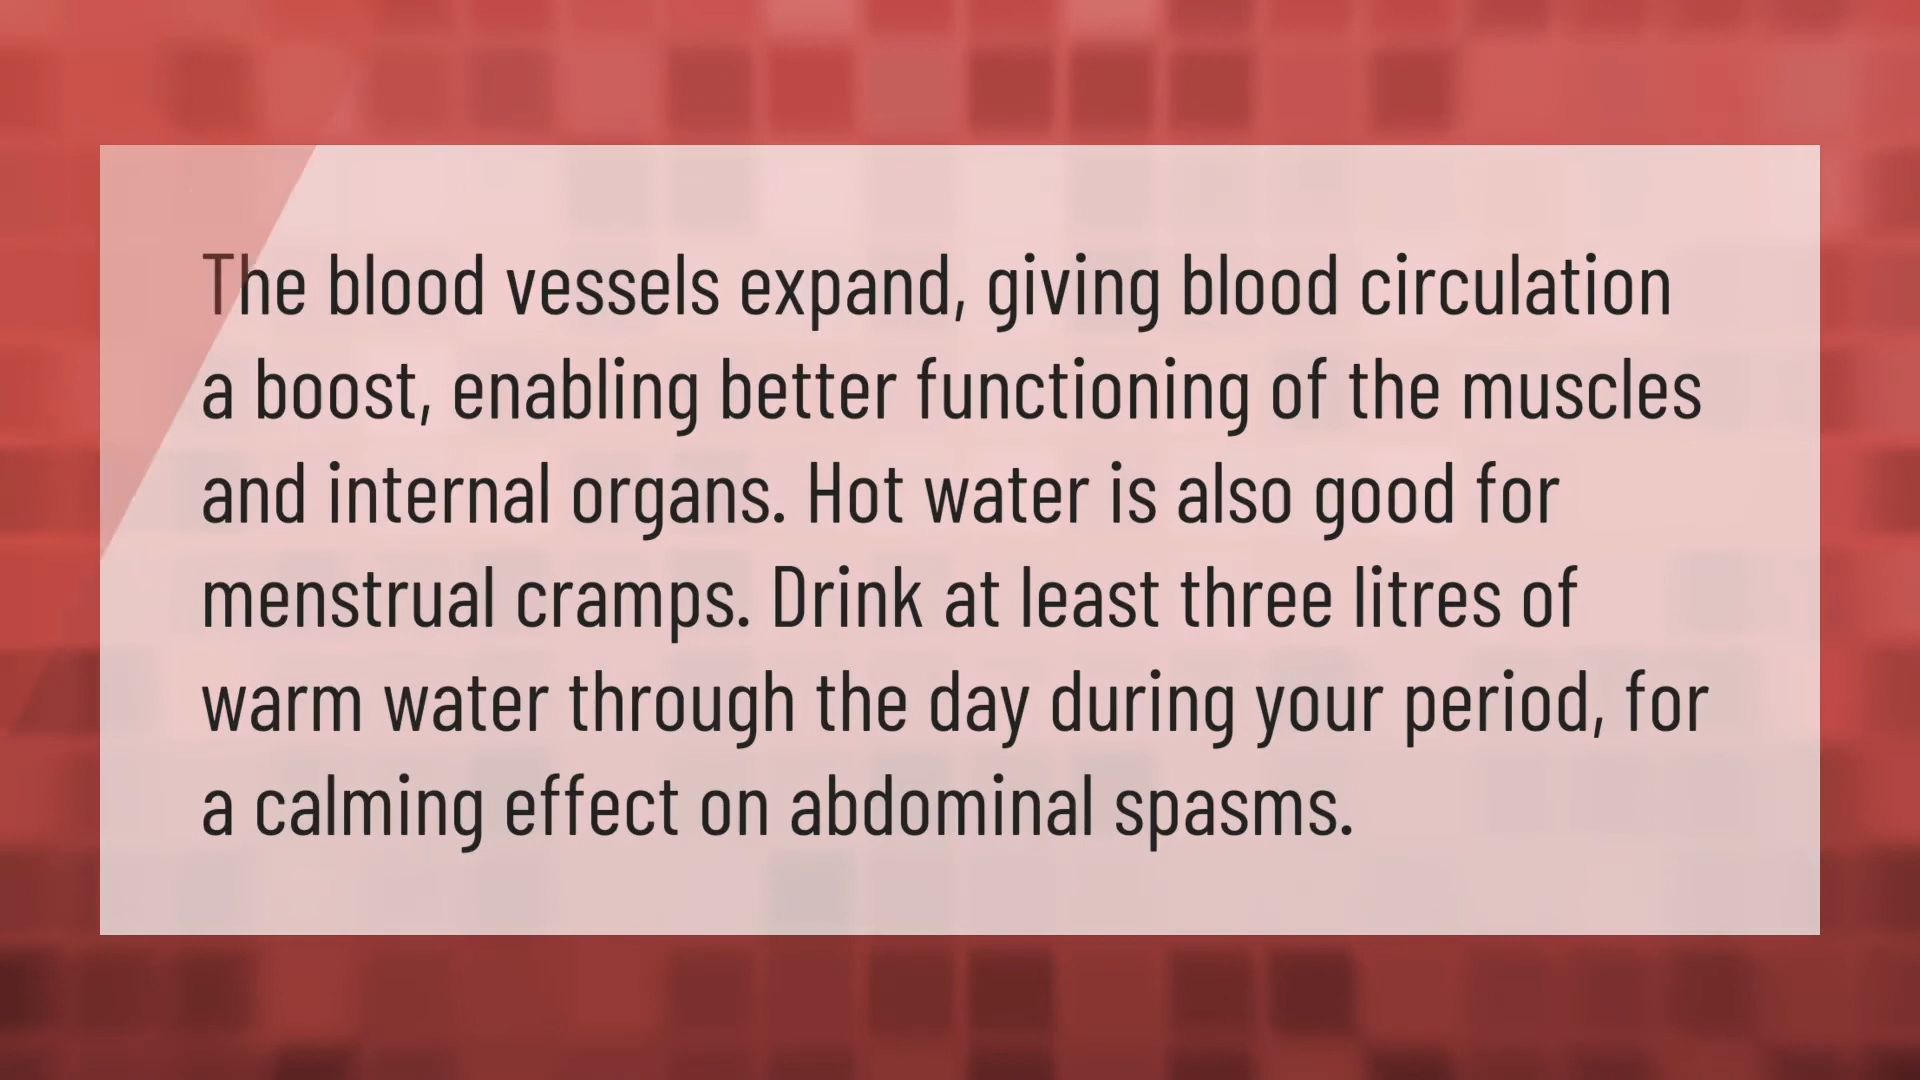 The blood vessels expand, giving blood circulation
a boost, enabling better functioning of the muscles
and internal organs. Hot water is also good for
menstrual cramps. Drink at least three litres of
warm water through the day during your period, for
a calming effect on abdominal spasms.